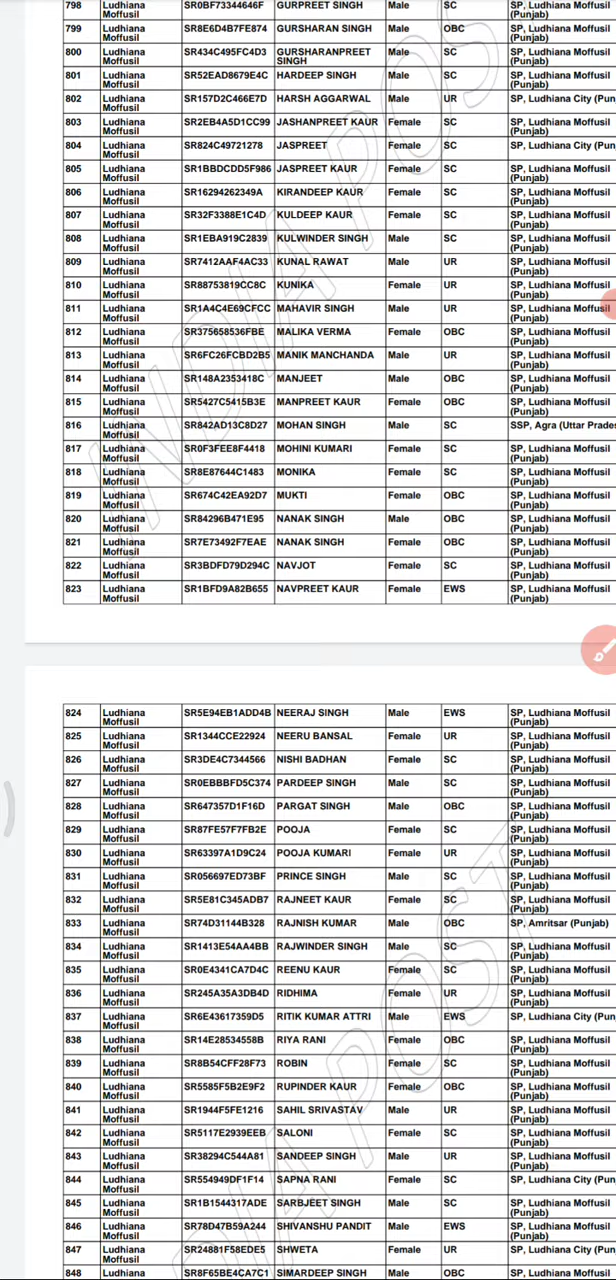 798 Ludhiana Moffusil SR0BF73344646F GURPREET SINGH Male SC SP, Ludhiana Moffusil (Punjab)
799 Ludhiana Moffusil SR8E6D4B7FE874 GURSHARAN SINGH Male OBC SP, Ludhiana Moffusil (Punjab)
800 Ludhiana Moffusil SR434C495FC4D3 GURSHARANPREET SINGH Male SC SP, Ludhiana Moffusil (Punjab)
801 Ludhiana Moffusil SR52EAD8679E4C HARDEEP SINGH Male SC SP, Ludhiana Moffusil (Punjab)
802 Ludhiana Moffusil SR157D2C466E7D HARSH AGGARWAL Male UR SP, Ludhiana City (Pun
803 Ludhiana Moffusil SR2EB4A5D1CC99 JASHANPREET KAUR Female SC SP, Ludhiana Moffusil (Punjab)
804 Ludhiana Moffusil SR824C49721278 JASPREET Female SC SP, Ludhiana City (Pun
805 Ludhiana Moffusil SR1BBDCDD5F986 JASPREET KAUR Female SC SP, Ludhiana Moffusil (Punjab)
806 Ludhiana Moffusil SR16294262349A KIRANDEEP KAUR Female SC SP, Ludhiana Moffusil (Punjab)
807 Ludhiana Moffusil SR32F3388E1C4D KULDEEP KAUR Female SC SP, Ludhiana Moffusil (Punjab)
808 Ludhiana Moffusil SR1EBA919C2839 KULWINDER SINGH Male SC SP, Ludhiana Moffusil (Punjab)
809 Ludhiana Moffusil SR7412AAF4AC33 KUNAL RAWAT Male UR SP, Ludhiana Moffusil (Punjab)
810 Ludhiana Moffusil SR88753819CC8C KUNIKA Female UR SP, Ludhiana Moffusil (Punjab)
811 Ludhiana Moffusil SR1A4C4E69CFCC MAHAVIR SINGH Male UR SP, Ludhiana Moffusil (Punjab)
812 Ludhiana Moffusil SR375658536FBE MALIKA VERMA Female OBC SP, Ludhiana Moffusil (Punjab)
813 Ludhiana Moffusil SR6FC26FCBD2B5 MANIK MANCHANDA Male UR SP, Ludhiana Moffusil (Punjab)
814 Ludhiana Moffusil SR148A2353418C MANJEET Male OBC SP, Ludhiana Moffusil (Punjab)
815 Ludhiana Moffusil SR5427C5415B3E MANPREET KAUR Female OBC SP, Ludhiana Moffusil (Punjab)
816 Ludhiana Moffusil SR842AD13C8D27 MOHAN SINGH Male SC SSP, Agra (Uttar Prades
817 Ludhiana Moffusil SR0F3FEE8F4418 MOHINI KUMARI Female SC SP, Ludhiana Moffusil (Punjab)
818 Ludhiana Moffusil SR8E87644C1483 MONIKA Female SC SP, Ludhiana Moffusil (Punjab)
819 Ludhiana Moffusil SR674C42EA92D7 MUKTI Female OBC SP, Ludhiana Moffusil (Punjab)
820 Ludhiana Moffusil SR84296B471E95 NANAK SINGH Male OBC SP, Ludhiana Moffusil (Punjab)
821 Ludhiana Moffusil SR7E73492F7EAE NANAK SINGH Female OBC SP, Ludhiana Moffusil (Punjab)
822 Ludhiana Moffusil SR3BDFD79D294C NAVJOT Female SC SP, Ludhiana Moffusil (Punjab)
823 Ludhiana Moffusil SR1BFD9A82B655 NAVPREET KAUR Female EWS SP, Ludhiana Moffusil (Punjab)
824 Ludhiana Moffusil SR5E94EB1ADD4B NEERAJ SINGH Male EWS SP, Ludhiana Moffusil (Punjab)
825 Ludhiana Moffusil SR1344CCE22924 NEERU BANSAL Female UR SP, Ludhiana Moffusil (Punjab)
826 Ludhiana Moffusil SR3DE4C7344566 NISHI BADHAN Female SC SP, Ludhiana Moffusil (Punjab)
827 Ludhiana Moffusil SR0EBBBFD5C374 PARDEEP SINGH Male SC SP, Ludhiana Moffusil (Punjab)
828 Ludhiana Moffusil SR647357D1F16D PARGAT SINGH Male OBC SP, Ludhiana Moffusil (Punjab)
829 Ludhiana Moffusil SR87FE57F7FB2E POOJA Female SC SP, Ludhiana Moffusil (Punjab)
830 Ludhiana Moffusil SR63397A1D9C24 POOJA KUMARI Female UR SP, Ludhiana Moffusil (Punjab)
831 Ludhiana Moffusil SR056697ED73BF PRINCE SINGH Male SC SP, Ludhiana Moffusil (Punjab)
832 Ludhiana Moffusil SR5E81C345ADB7 RAJNEET KAUR Female SC SP, Ludhiana Moffusil (Punjab)
833 Ludhiana Moffusil SR74D31144B328 RAJNISH KUMAR Male OBC SP, Amritsar (Punjab)
834 Ludhiana Moffusil SR1413E54AA4BB RAJWINDER SINGH Male SC SP, Ludhiana Moffusil (Punjab)
835 Ludhiana Moffusil SR0E4341CA7D4C REENU KAUR Female SC SP, Ludhiana Moffusil (Punjab)
836 Ludhiana Moffusil SR245A35A3DB4D RIDHIMA Female UR SP, Ludhiana Moffusil (Punjab)
837 Ludhiana Moffusil SR6E43617359D5 RITIK KUMAR ATTRI Male EWS SP, Ludhiana City (Pun
838 Ludhiana Moffusil SR14E28534558B RIYA RANI Female OBC SP, Ludhiana Moffusil (Punjab)
839 Ludhiana Moffusil SR8B54CFF28F73 ROBIN Female SC SP, Ludhiana Moffusil (Punjab)
840 Ludhiana Moffusil SR5585F5B2E9F2 RUPINDER KAUR Female OBC SP, Ludhiana Moffusil (Punjab)
841 Ludhiana Moffusil SR1944F5FE1216 SAHIL SRIVASTAV Male UR SP, Ludhiana Moffusil (Punjab)
842 Ludhiana Moffusil SR5117E2939EEB SALONI Female SC SP, Ludhiana Moffusil (Punjab)
843 Ludhiana Moffusil SR38294C544A81 SANDEEP SINGH Male UR SP, Ludhiana Moffusil (Punjab)
844 Ludhiana Moffusil SR554949DF1F14 SAPNA RANI Female SC SP, Ludhiana City (Pun
845 Ludhiana Moffusil SR1B1544317ADE SARBJEET SINGH Male SC SP, Ludhiana Moffusil (Punjab)
846 Ludhiana Moffusil SR78D47B59A244 SHIVANSHU PANDIT Male EWS SP, Ludhiana Moffusil (Punjab)
847 Ludhiana Moffusil SR24881F58EDE5 SHWETA Female UR SP, Ludhiana City (Pun
848 Ludhiana SR8F65BE4CA7C1 SIMARDEEP SINGH Male OBC SP, Ludhiana Moffusil
INDIA POS
DIA POST